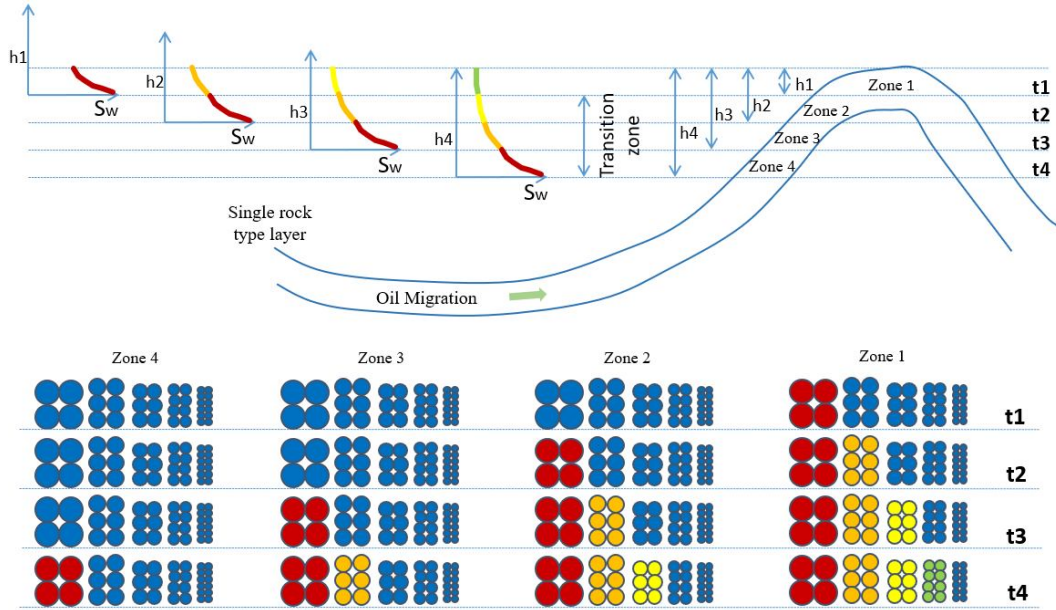 h1
Sw
h2
Sw
h3
Sw
h4
Sw
Transition
zone
h4
h3
h2
h1
Zone 1
Zone 2
Zone 3
Zone 4
t1
t2
t3
t4
Single rock
type layer
Oil Migration
Zone 4
Zone 3
Zone 2
Zone 1
t1
t2
t3
t4